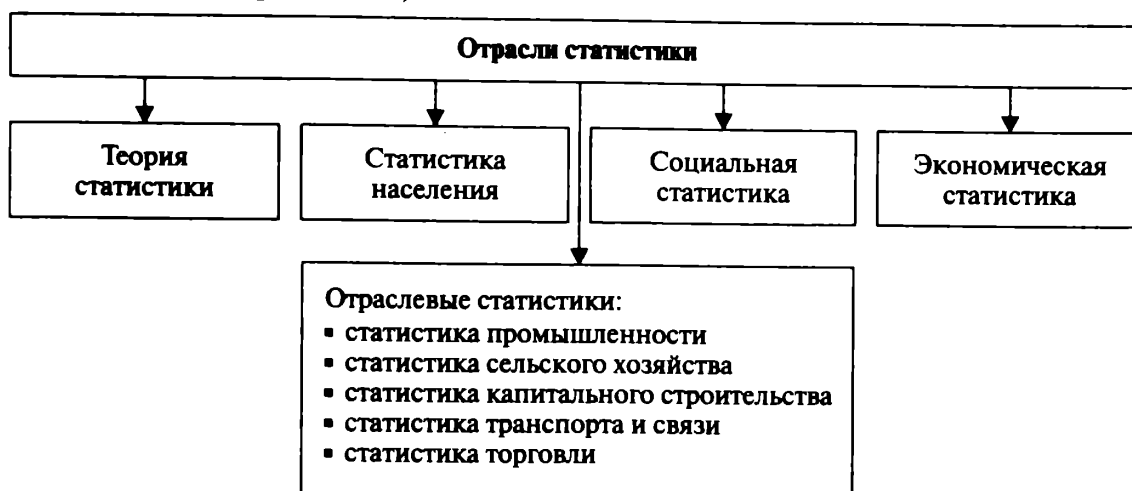 Отрасли статистики
Теория
статистики
Статистика
населения
Социальная
статистика
Экономическая
статистика
Отраслевые статистики:
▪ статистика промышленности
▪ статистика сельского хозяйства
▪ статистика капитального строительства
▪ статистика транспорта и связи
▪ статистика торговли